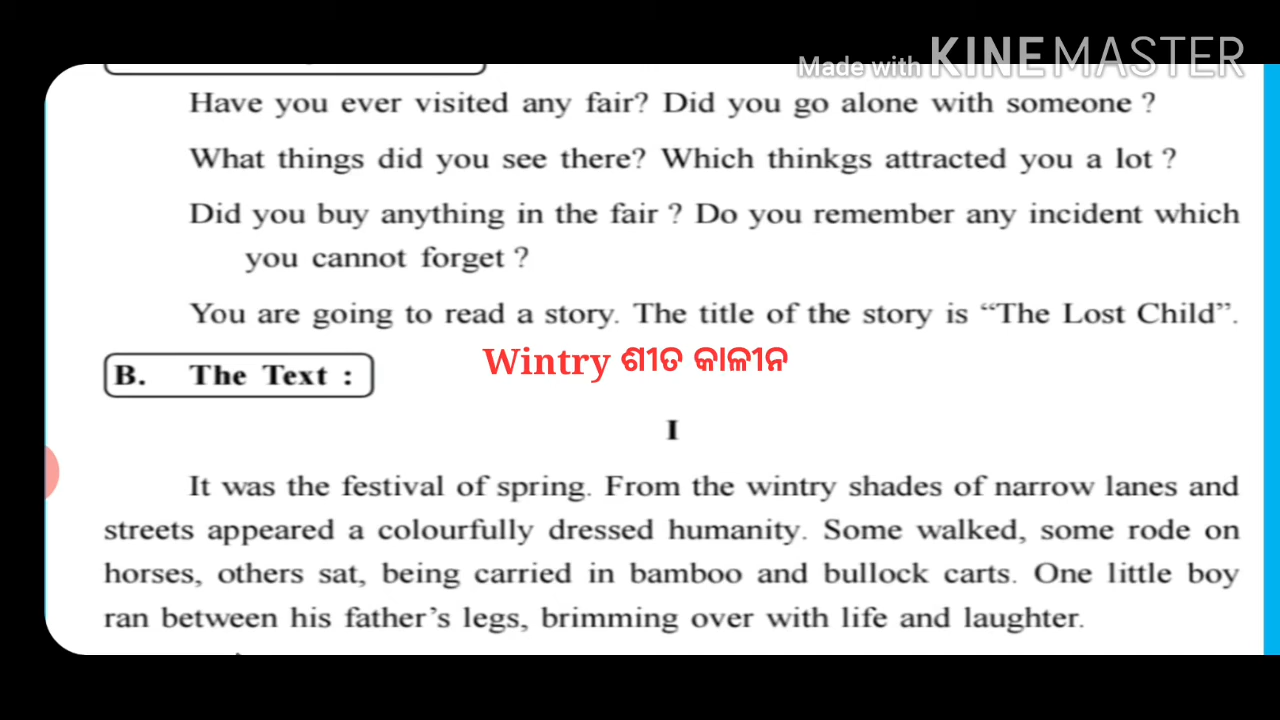 Made with KINEMASTER
Have you ever visited any fair? Did you go alone with someone ?
What things did you see there? Which thinkgs attracted you a lot ?
Did you buy anything in the fair ? Do you remember any incident which
you cannot forget ?
You are going to read a story. The title of the story is “The Lost Child”.
Wintry ଶୀତ କାଳୀନ
B. The Text :
I
It was the festival of spring. From the wintry shades of narrow lanes and
streets appeared a colourfully dressed humanity. Some walked, some rode on
horses, others sat, being carried in bamboo and bullock carts. One little boy
ran between his father’s legs, brimming over with life and laughter.